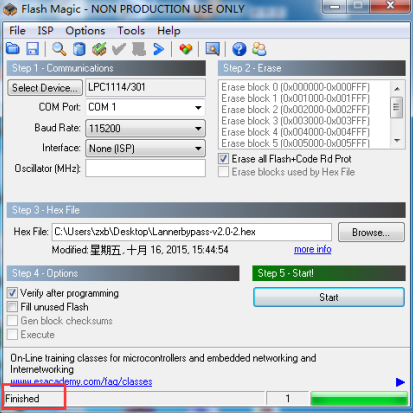 Flash Magic - NON PRODUCTION USE ONLY
File ISP Options Tools Help
Step 1 - Communications
Select Device... LPC1114/301
COM Port: COM 1
Baud Rate: 115200
Interface: None (ISP)
Oscillator (MHz):
Step 2 - Erase
Erase block 0 (0x000000-0x000FFF)
Erase block 1 (0x001000-0x001FFF)
Erase block 2 (0x002000-0x002FFF)
Erase block 3 (0x003000-0x003FFF)
Erase block 4 (0x004000-0x004FFF)
Erase block 5 (0x005000-0x005FFF)
Erase all Flash+Code Rd Prot
Erase blocks used by Hex File
Step 3 - Hex File
Hex File: C:\Users\zxb\Desktop\Lannerbypass-v2.0-2.hex Browse...
Modified: 星期五, 十月 16, 2015, 15:44:54 more info
Step 4 - Options
Verify after programming
Fill unused Flash
Gen block checksums
Execute
Step 5 - Start!
Start
On-Line training classes for microcontrollers and embedded networking and
Internetworking
www.esacademy.com/faq/classes
Finished 1